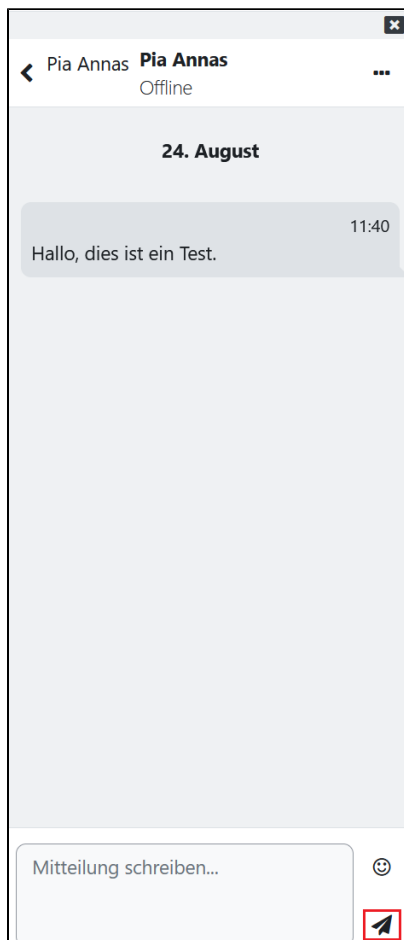 Pia Annas Pia Annas
Offline
24. August
11:40
Hallo, dies ist ein Test.
Mitteilung schreiben...